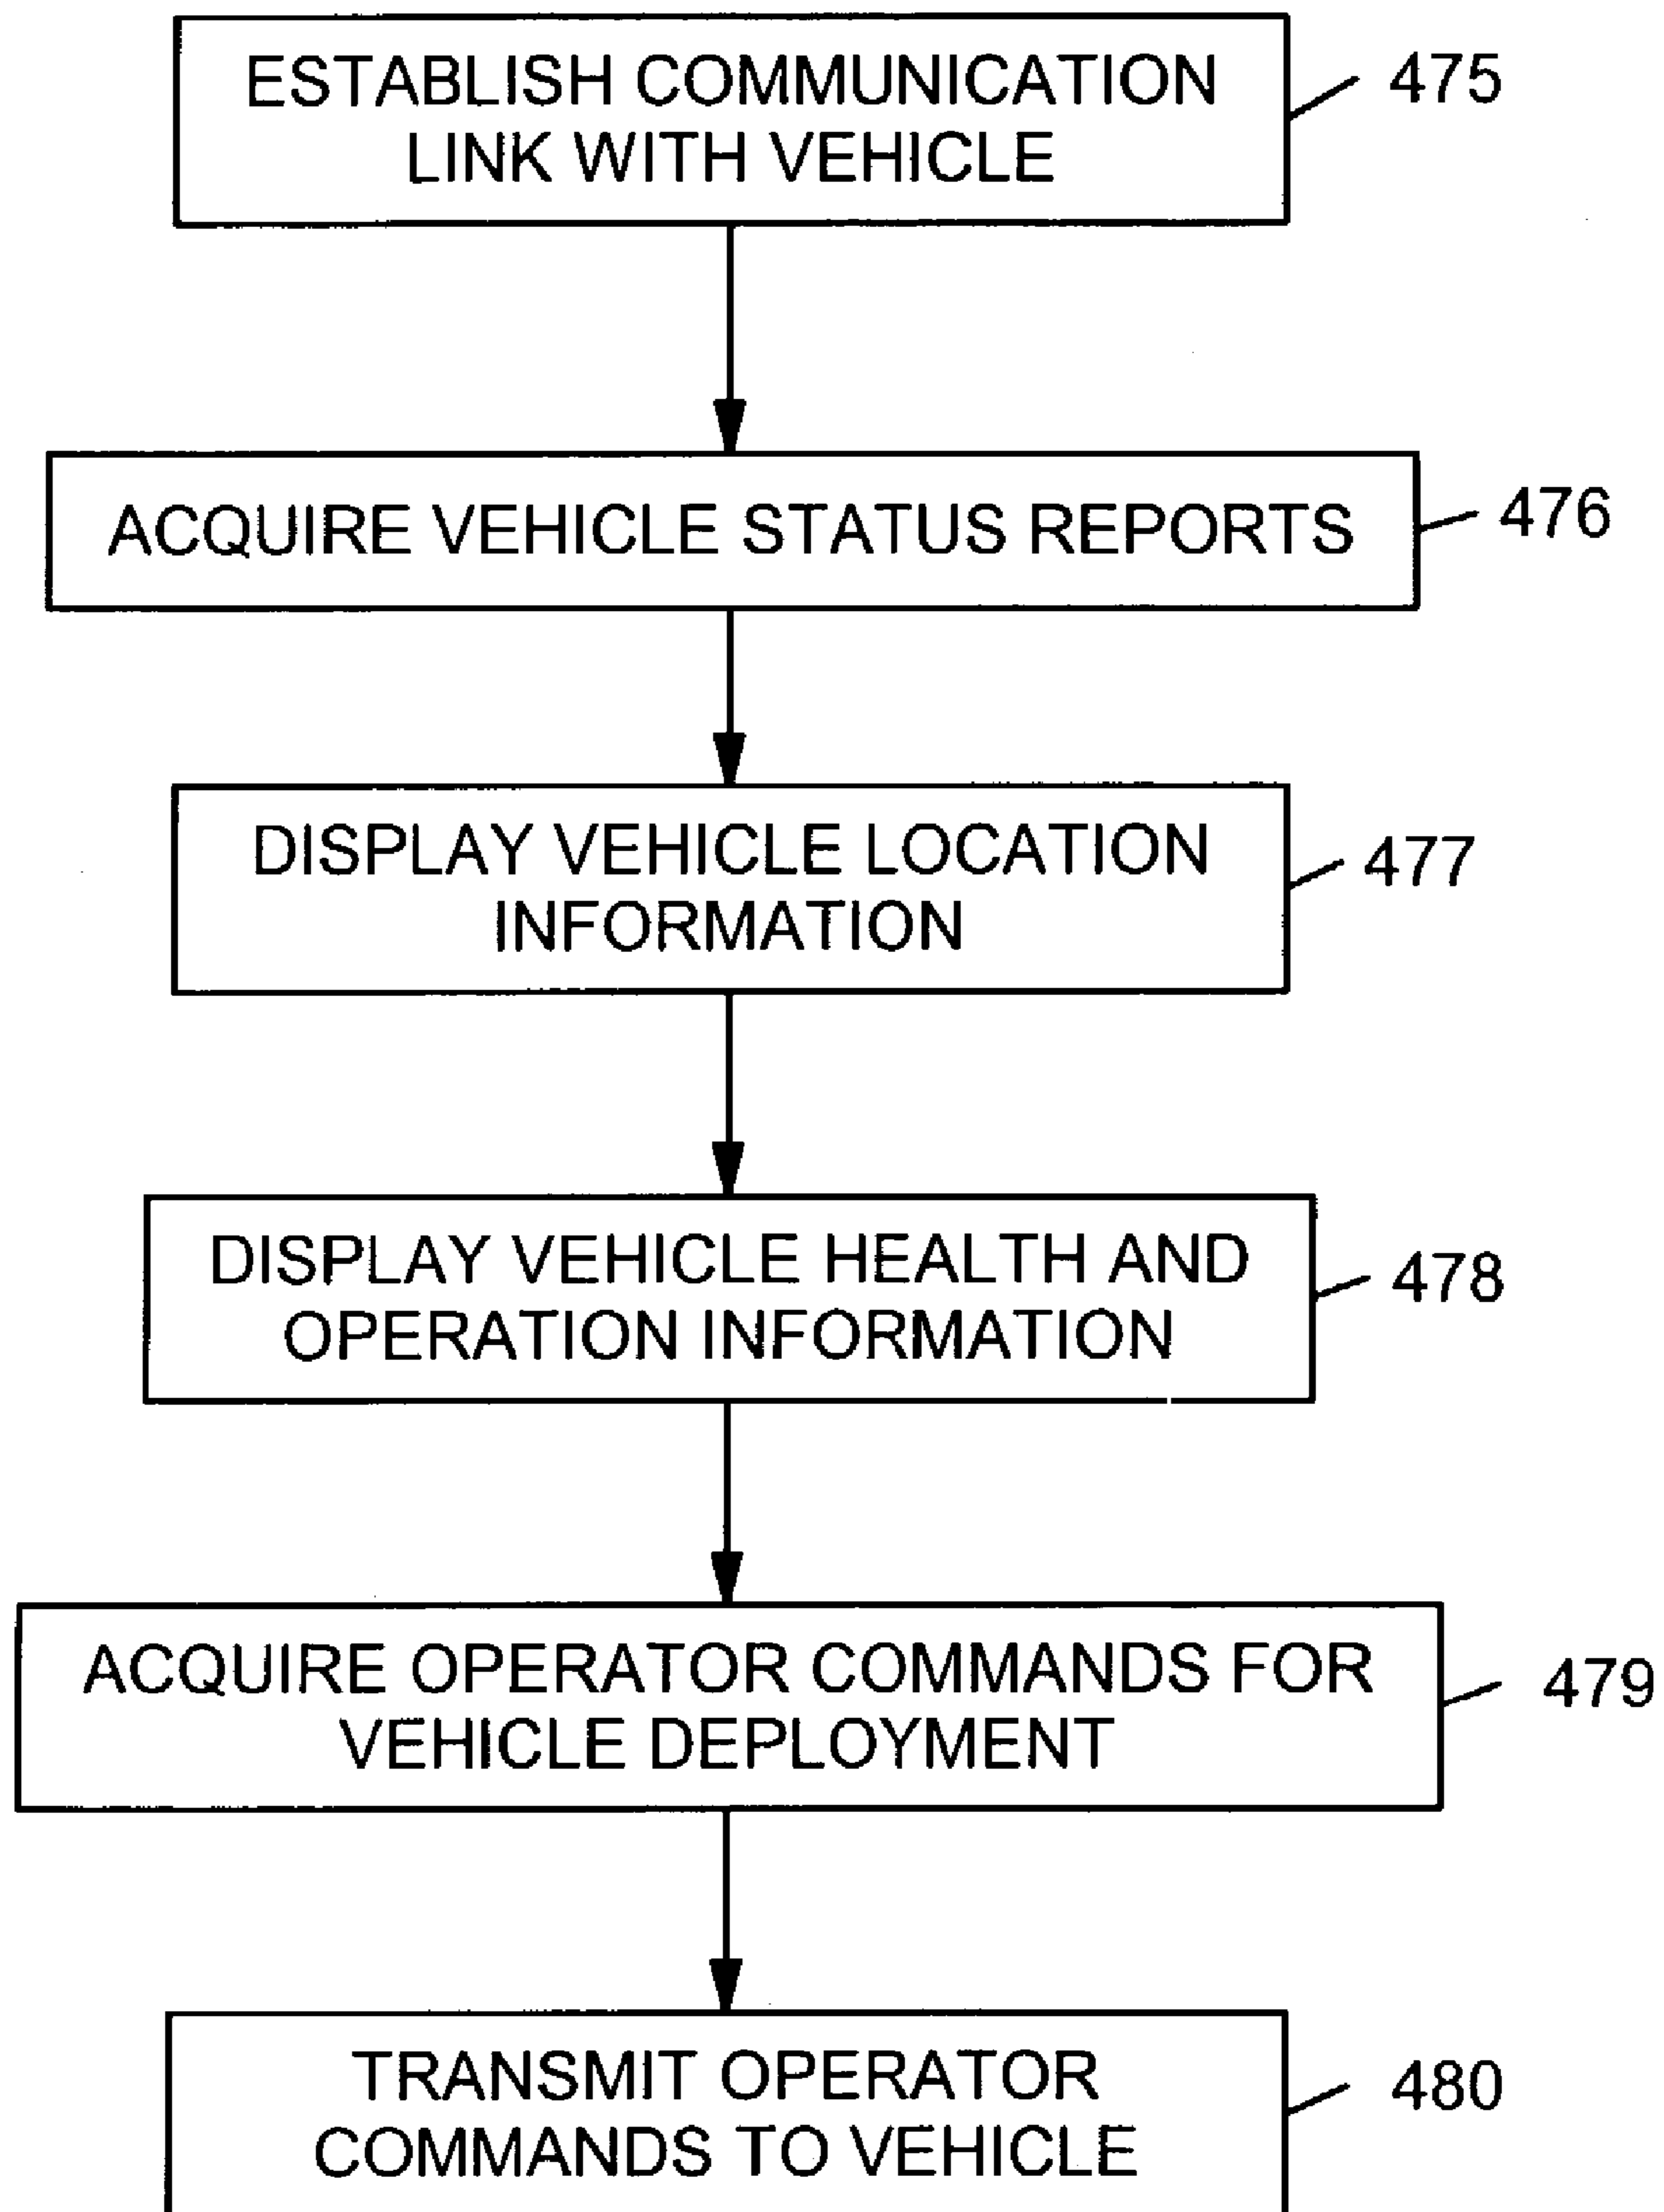 ESTABLISH COMMUNICATION
LINK WITH VEHICLE
475
ACQUIRE VEHICLE STATUS REPORTS
476
DISPLAY VEHICLE LOCATION
INFORMATION
477
DISPLAY VEHICLE HEALTH AND
OPERATION INFORMATION
478
ACQUIRE OPERATOR COMMANDS FOR
VEHICLE DEPLOYMENT
479
TRANSMIT OPERATOR
COMMANDS TO VEHICLE
480